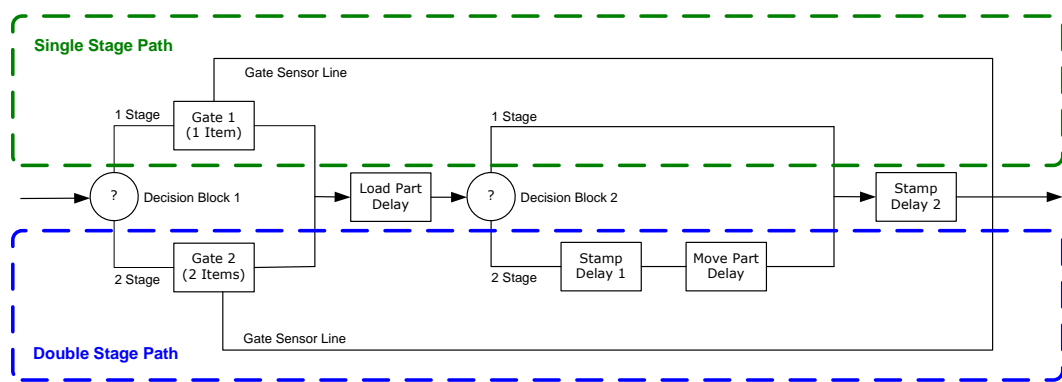 Single Stage Path
Gate Sensor Line
1 Stage
Gate 1
(1 Item)
1 Stage
?
Decision Block 1
Load Part
Delay
?
Decision Block 2
Stamp
Delay 2
Gate 2
(2 Items)
2 Stage
Stamp
Delay 1
Move Part
Delay
2 Stage
Gate Sensor Line
Double Stage Path